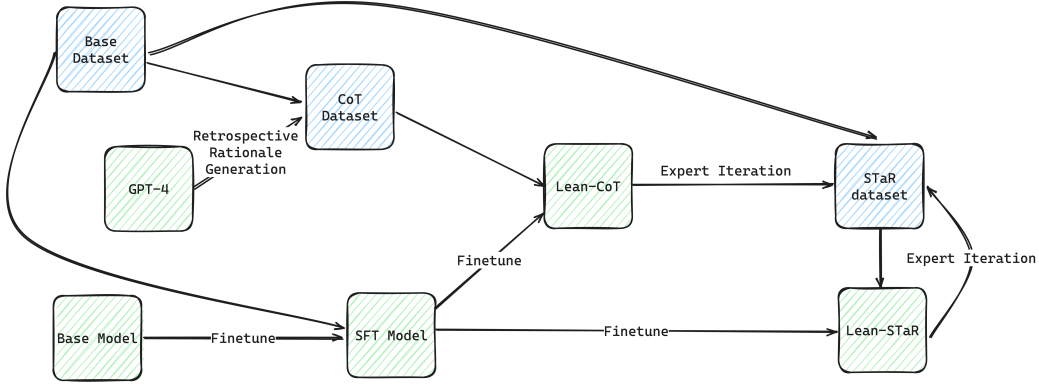 Base
Dataset
CoT
Dataset
Retrospective
Rationale
Generation
GPT-4
Lean-CoT
Expert Iteration
STaR
dataset
Finetune
Expert Iteration
Base Model
Finetune
SFT Model
Finetune
Lean-STaR